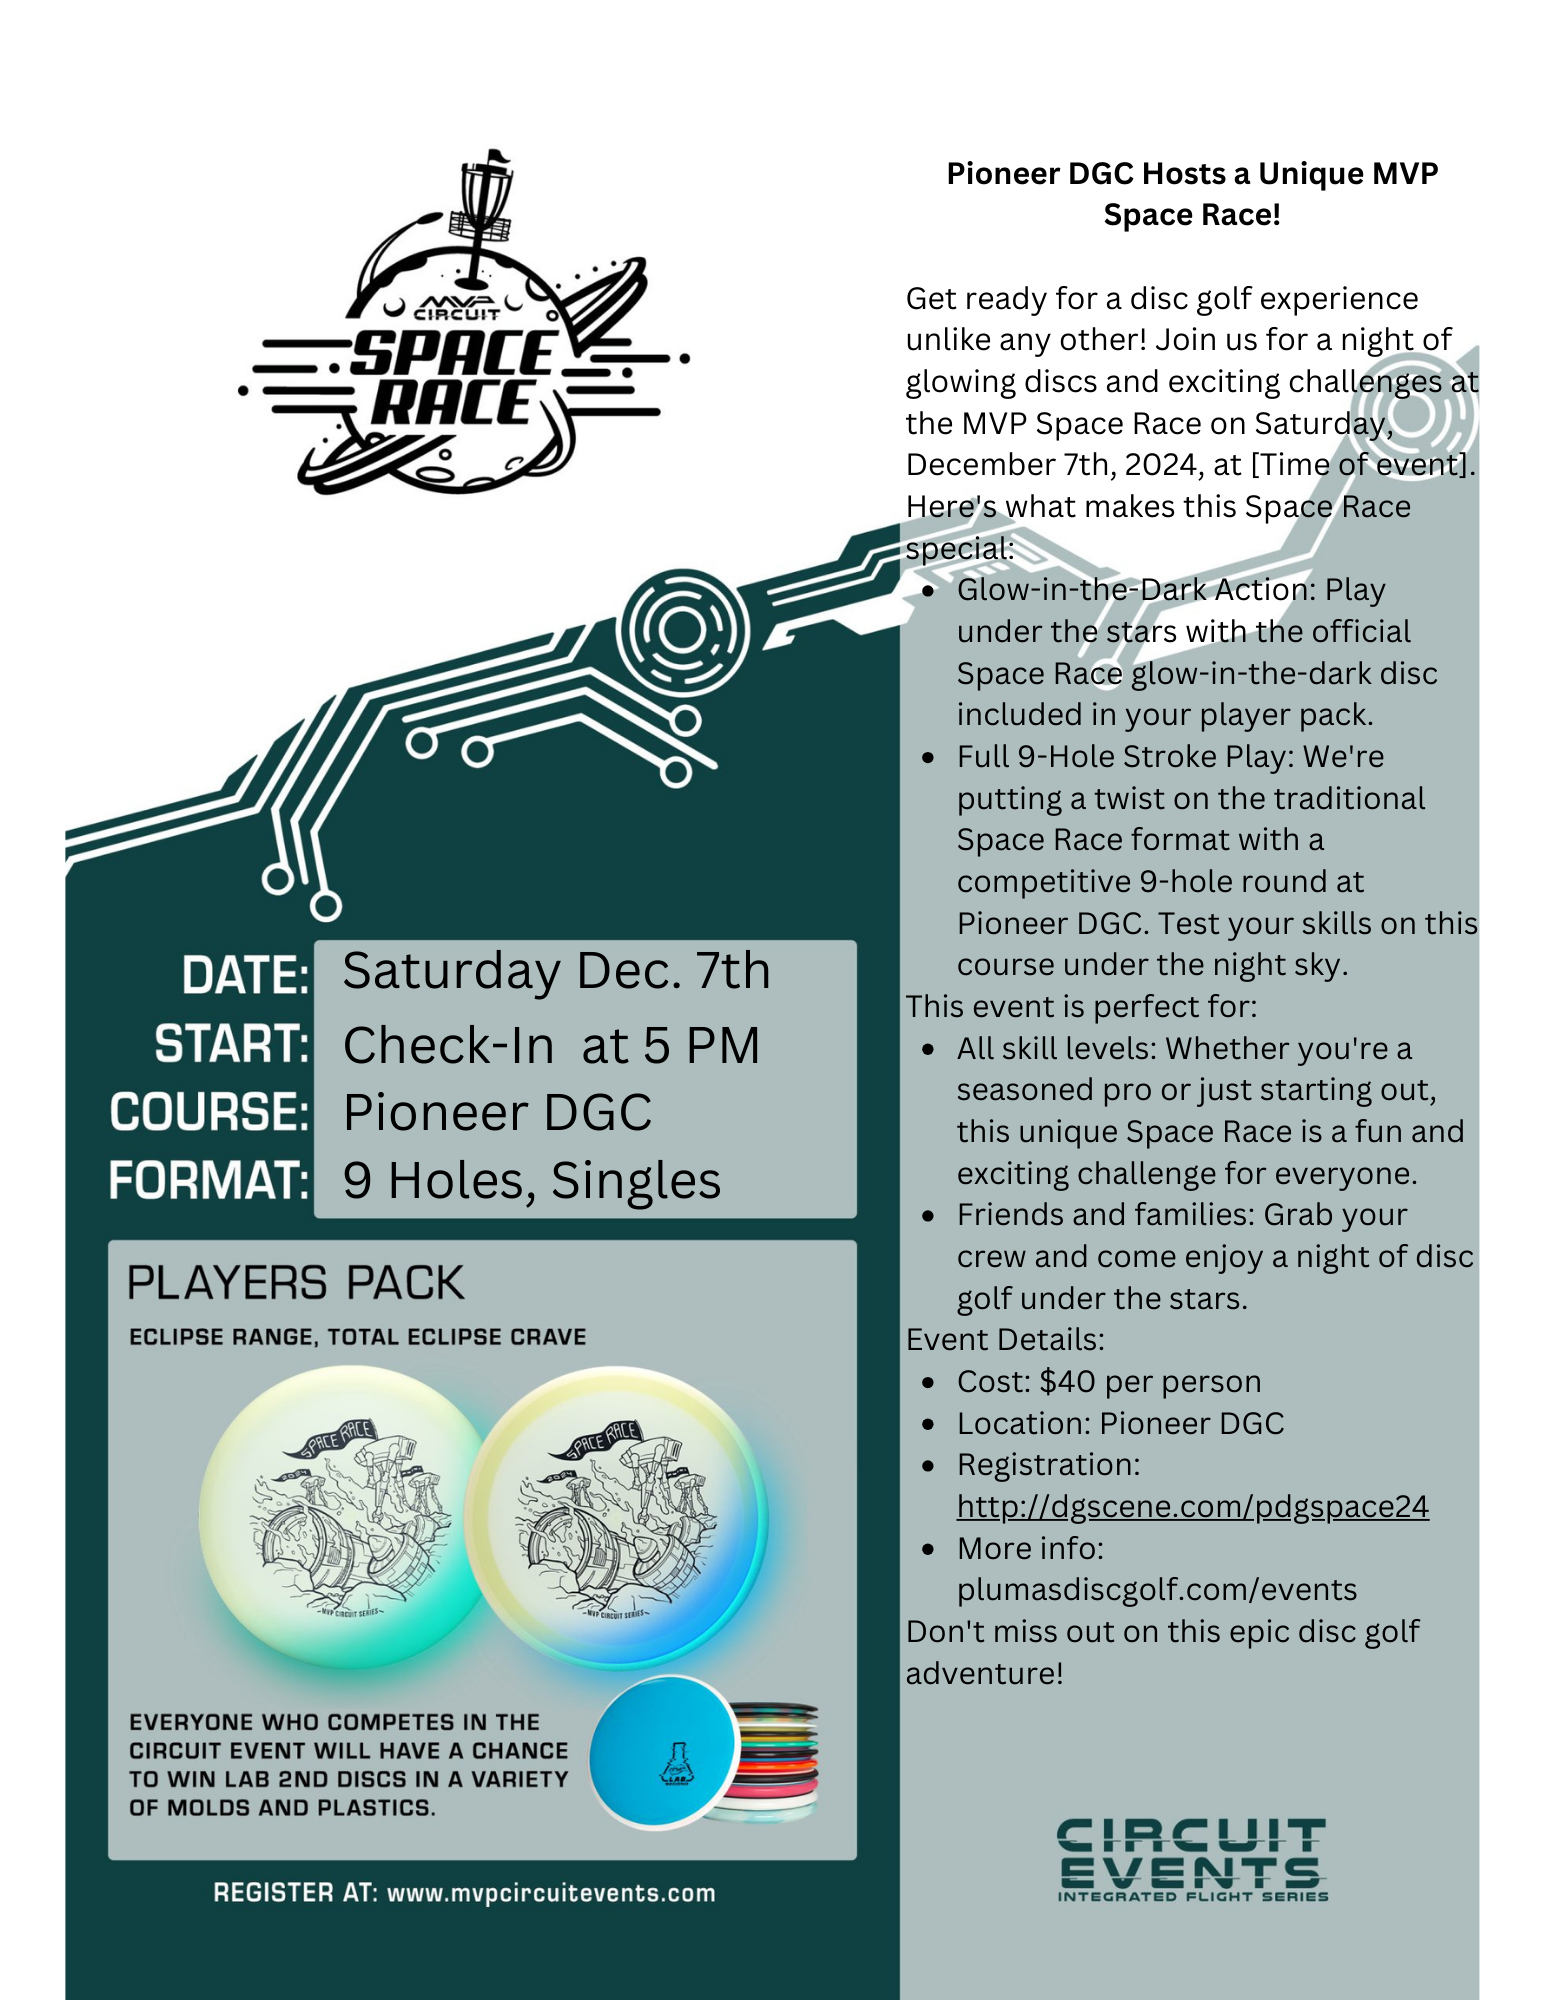 MVP
CIRCUIT
SPACE
RACE
DATE: Saturday Dec. 7th
START: Check-In at 5 PM
COURSE: Pioneer DGC
FORMAT: 9 Holes, Singles
PLAYERS PACK
ECLIPSE RANGE, TOTAL ECLIPSE CRAVE
SPACE RACE
MVP CIRCUIT SERIES
SPACE RACE
MVP CIRCUIT SERIES
EVERYONE WHO COMPETES IN THE
CIRCUIT EVENT WILL HAVE A CHANCE
TO WIN LAB 2ND DISCS IN A VARIETY
OF MOLDS AND PLASTICS.
LAB
REGISTER AT: www.mvpcircuitevents.com
Pioneer DGC Hosts a Unique MVP
Space Race!
Get ready for a disc golf experience
unlike any other! Join us for a night of
glowing discs and exciting challenges at
the MVP Space Race on Saturday,
December 7th, 2024, at [Time of event].
Here's what makes this Space Race
special:
• Glow-in-the-Dark Action: Play
under the stars with the official
Space Race glow-in-the-dark disc
included in your player pack.
• Full 9-Hole Stroke Play: We're
putting a twist on the traditional
Space Race format with a
competitive 9-hole round at
Pioneer DGC. Test your skills on this
course under the night sky.
This event is perfect for:
• All skill levels: Whether you're a
seasoned pro or just starting out,
this unique Space Race is a fun and
exciting challenge for everyone.
• Friends and families: Grab your
crew and come enjoy a night of disc
golf under the stars.
Event Details:
• Cost: $40 per person
• Location: Pioneer DGC
• Registration:
http://dgscene.com/pdgspace24
• More info:
plumasdiscgolf.com/events
Don't miss out on this epic disc golf
adventure!
CIRCUIT
EVENTS
INTEGRATED FLIGHT SERIES